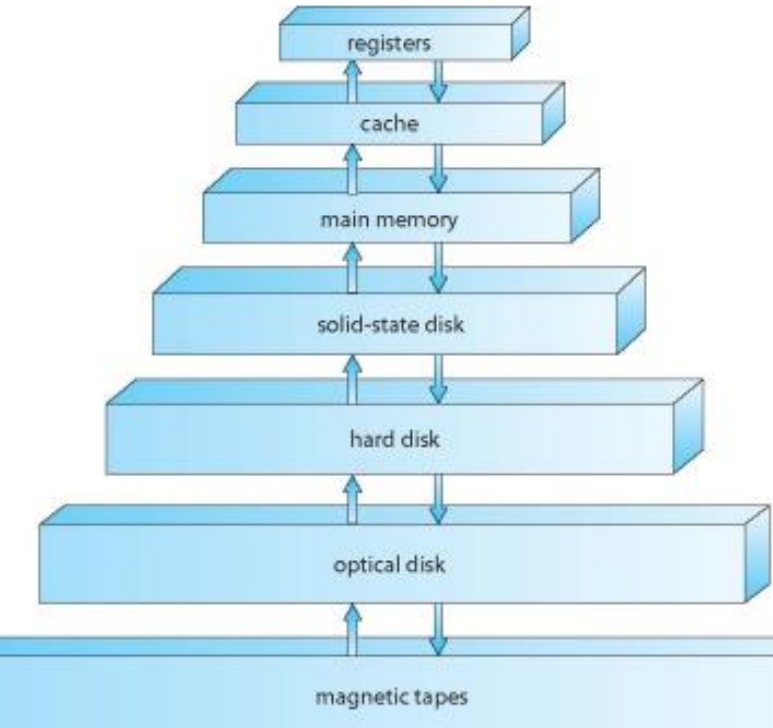 registers
cache
main memory
solid-state disk
hard disk
optical disk
magnetic tapes